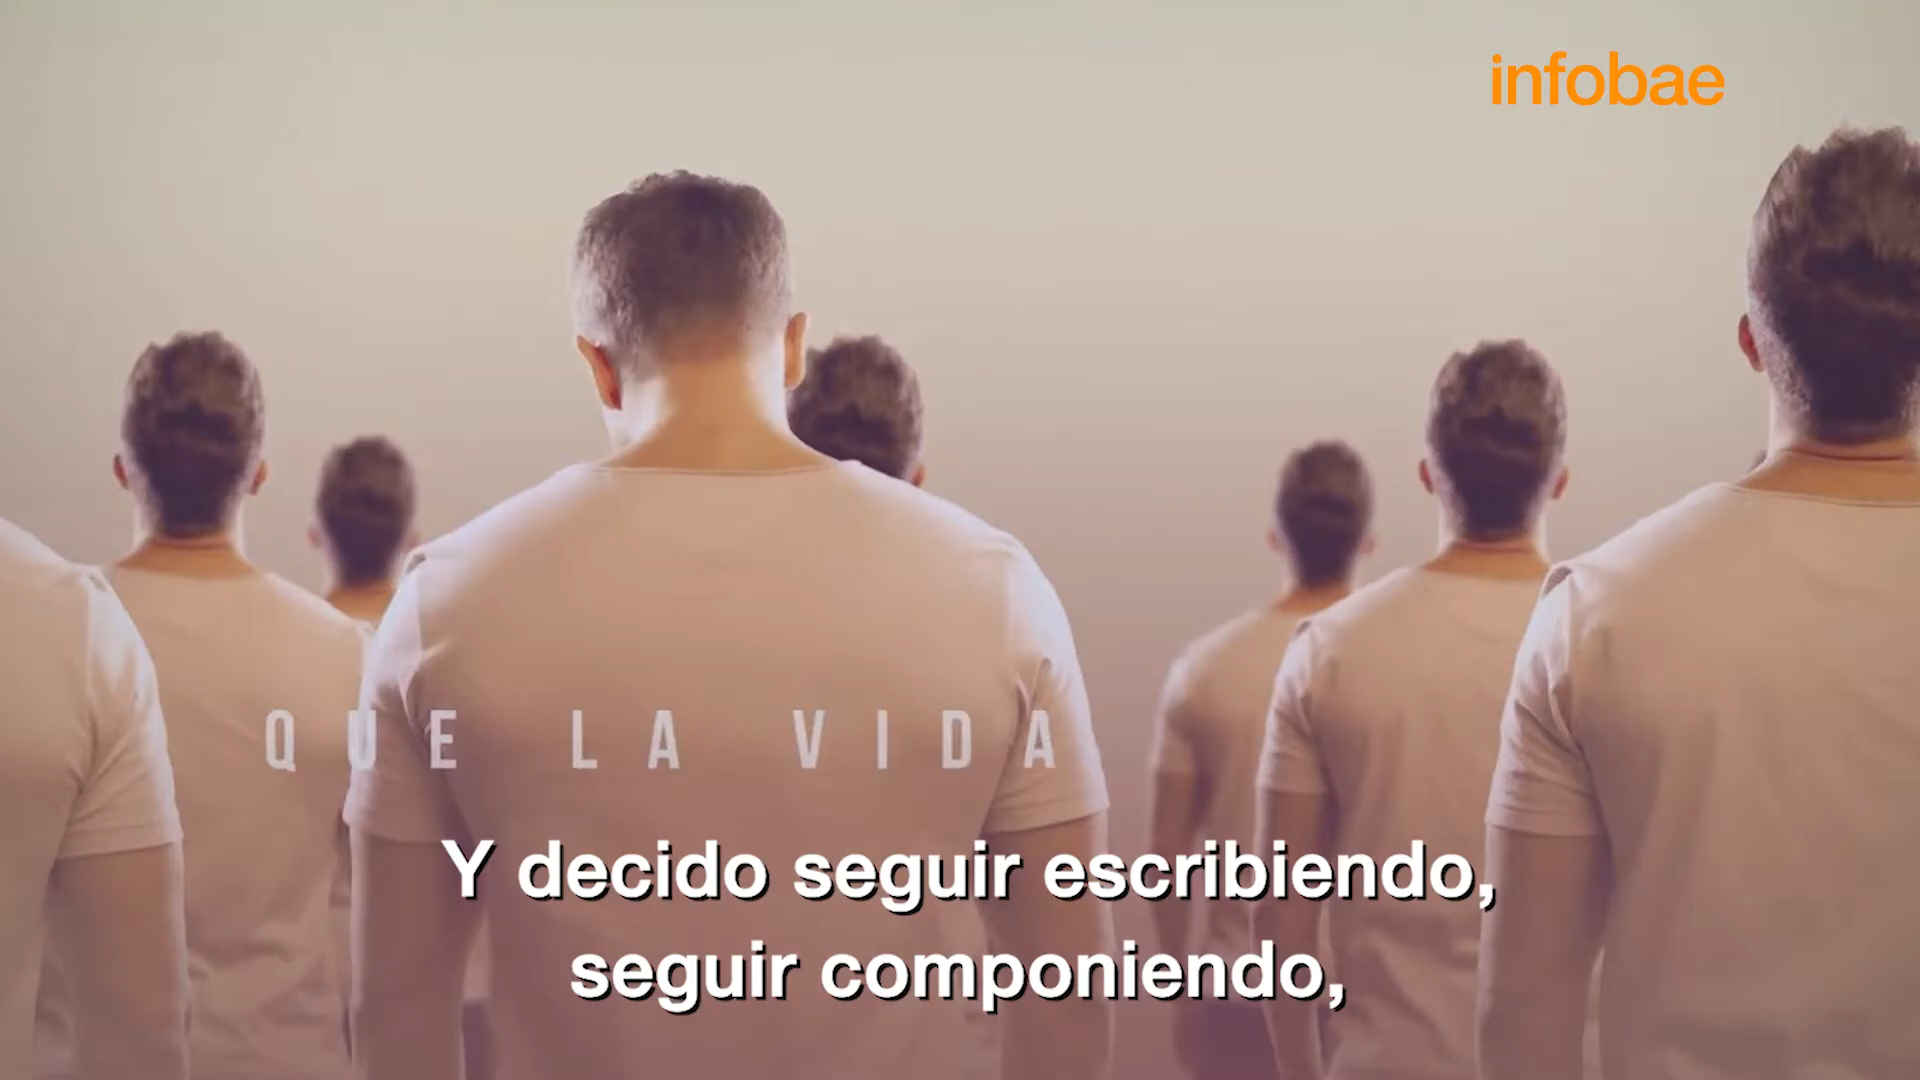 infobae
QUE LA VIDA
Y decido seguir escribiendo,
seguir componiendo,